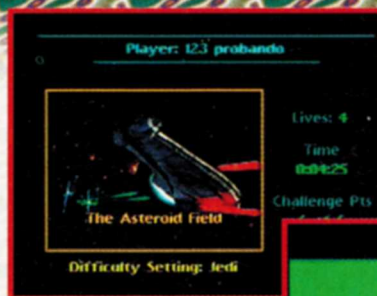 Player: 123 probando
Lives: 4
Time
0:04:25
Challenge Pts
The Asteroid Field
Difficulty Setting: Jedi